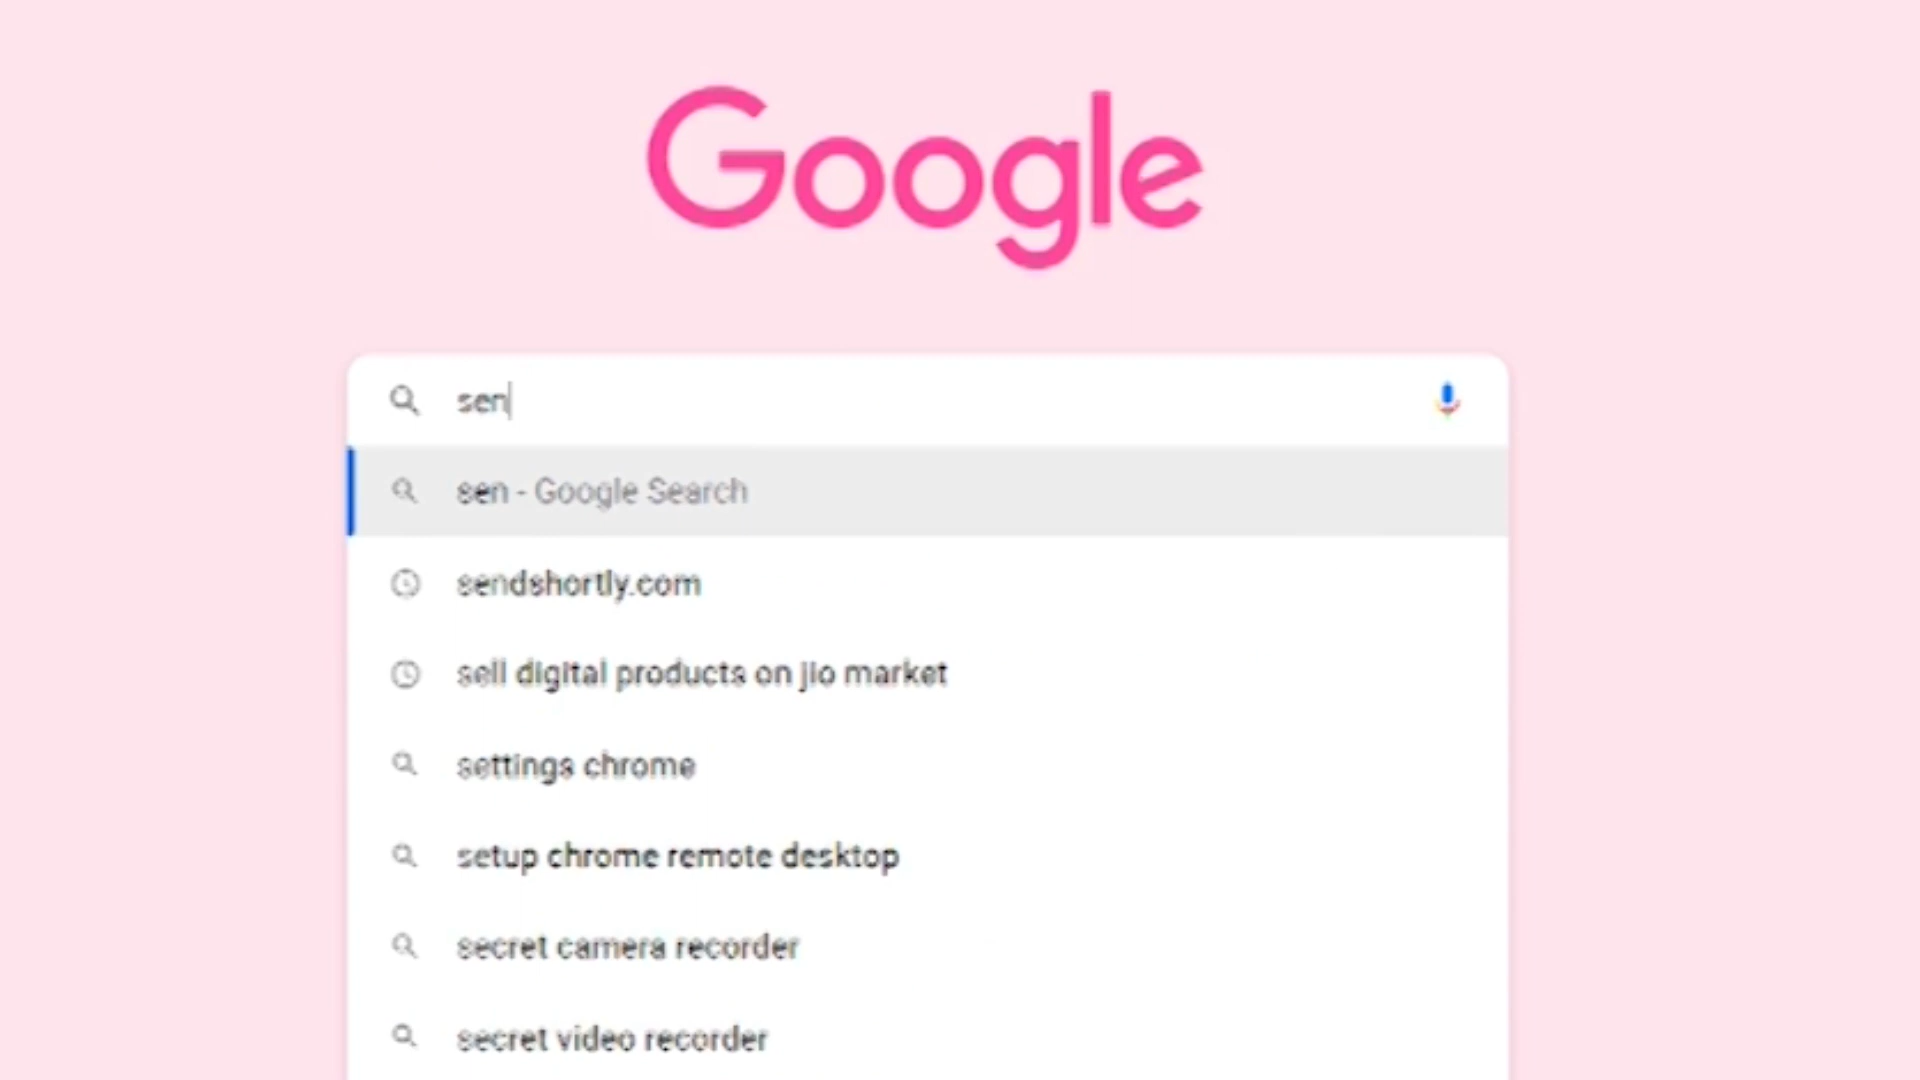 Google
sen
sen - Google Search
sendshortly.com
sell digital products on jio market
settings chrome
setup chrome remote desktop
secret camera recorder
secret video recorder